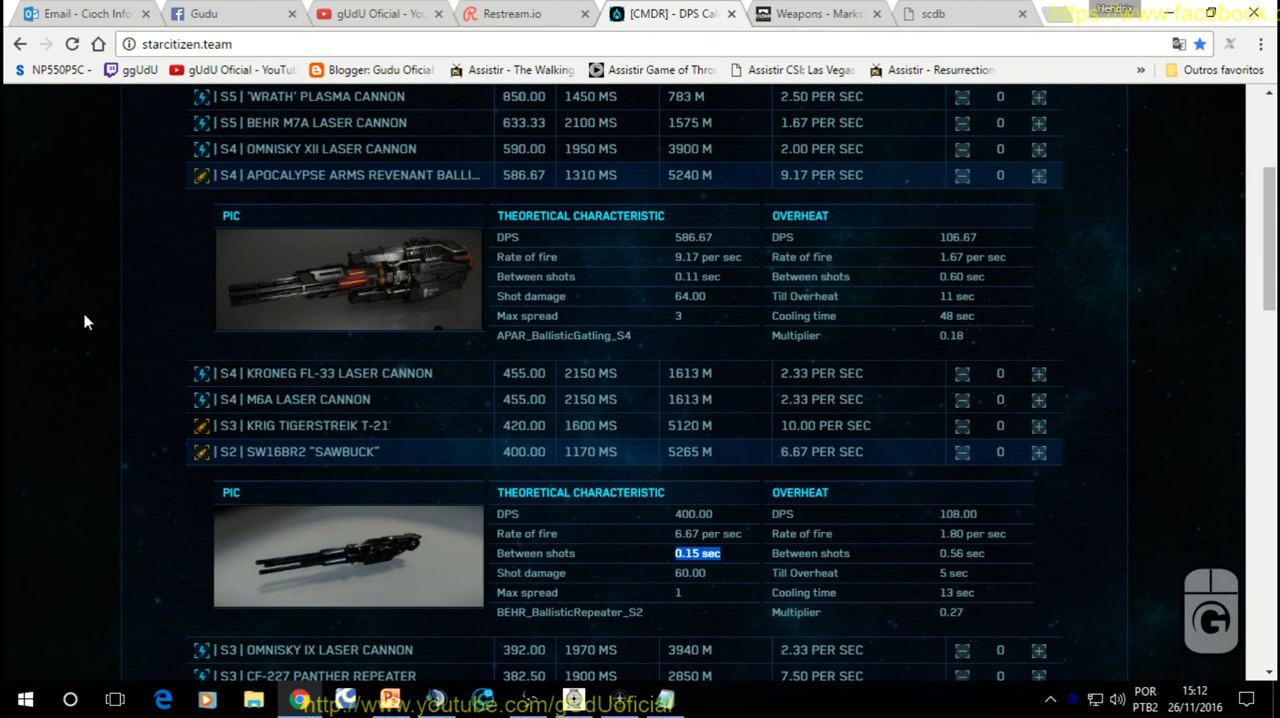 Email - Cioch Info
Gudu
gUdU Oficial - You
Restream.io
[CMDR] - DPS Cal
Weapons - Marks
scdb
Hendrix
https://www.facebook.c
starcitizen.team
NP550P5C -
ggUdU
gUdU Oficial - YouTub
Blogger: Gudu Oficial
Assistir - The Walking
Assistir Game of Thro
Assistir CSI: Las Vegas
Assistir - Resurrection
»
Outros favoritos
| S5 | 'WRATH' PLASMA CANNON 850.00 1450 MS 783 M 2.50 PER SEC 0
| S5 | BEHR M7A LASER CANNON 633.33 2100 MS 1575 M 1.67 PER SEC 0
| S4 | OMNISKY XII LASER CANNON 590.00 1950 MS 3900 M 2.00 PER SEC 0
| S4 | APOCALYPSE ARMS REVENANT BALLI... 586.67 1310 MS 5240 M 9.17 PER SEC 0
PIC THEORETICAL CHARACTERISTIC OVERHEAT
DPS 586.67 DPS 106.67
Rate of fire 9.17 per sec Rate of fire 1.67 per sec
Between shots 0.11 sec Between shots 0.60 sec
Shot damage 64.00 Till Overheat 11 sec
Max spread 3 Cooling time 48 sec
APAR_BallisticGatling_S4 Multiplier 0.18
| S4 | KRONEG FL-33 LASER CANNON 455.00 2150 MS 1613 M 2.33 PER SEC 0
| S4 | M6A LASER CANNON 455.00 2150 MS 1613 M 2.33 PER SEC 0
| S3 | KRIG TIGERSTREIK T-21 420.00 1600 MS 5120 M 10.00 PER SEC 0
| S2 | SW16BR2 "SAWBUCK" 400.00 1170 MS 5265 M 6.67 PER SEC 0
PIC THEORETICAL CHARACTERISTIC OVERHEAT
DPS 400.00 DPS 108.00
Rate of fire 6.67 per sec Rate of fire 1.80 per sec
Between shots 0.15 sec Between shots 0.56 sec
Shot damage 60.00 Till Overheat 5 sec
Max spread 1 Cooling time 13 sec
BEHR_BallisticRepeater_S2 Multiplier 0.27
| S3 | OMNISKY IX LASER CANNON 392.00 1970 MS 3940 M 2.33 PER SEC 0
| S3 | CF-227 PANTHER REPEATER 382.50 1900 MS 2850 M 7.50 PER SEC 0
G
http://www.youtube.com/gUdUoficial
POR
PTB2
15:12
26/11/2016